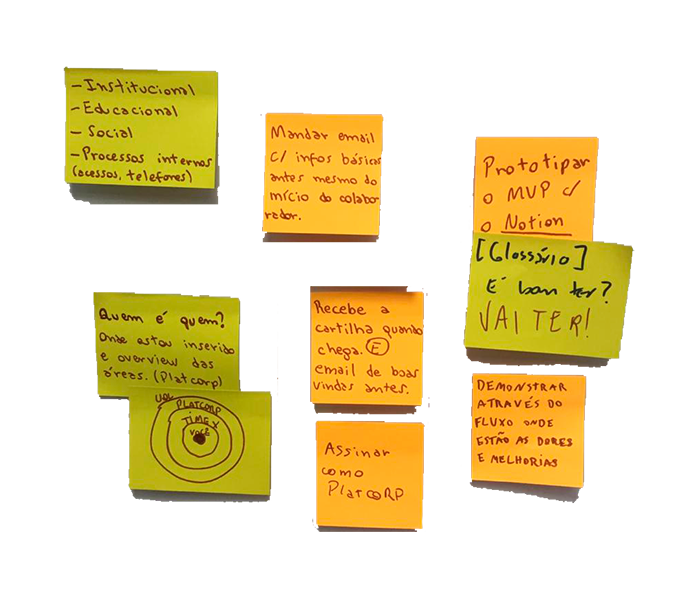 - Institucional
- Educacional
- Social
- Processos internos
(acessos, telefones)
Mandar email
c/ infos básicas
antes mesmo do
início do colabor
rador.
Prototipar
o MVP c/
o Notion
[Glossário]
É bom ter?
VAI TER!
Quem é quem?
Onde estou inserido
e overview das
áreas. (Platcorp)
UOL
PLATCORP
TIME X
VOCÊ
Recebe a
cartilha quando
chega. E
email de boas
vindas antes.
Assinar
como
PlatCORP
DEMONSTRAR
ATRAVÉS DO
FLUXO ONDE
ESTÃO AS DORES
E MELHORIAS